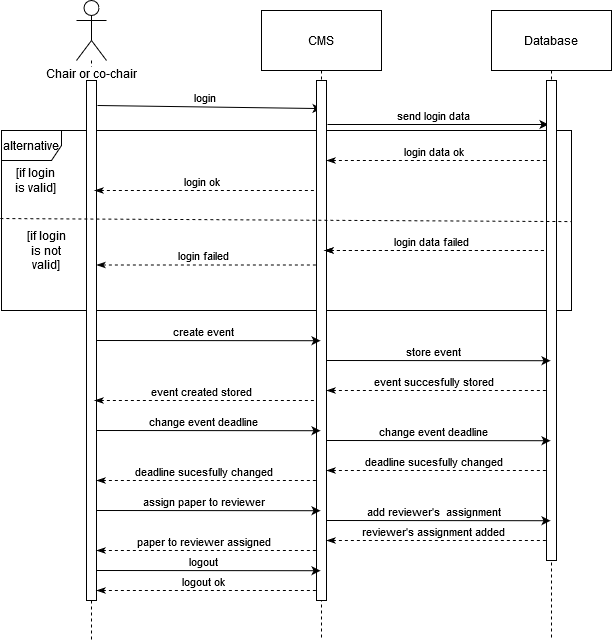 CMS
Database
Chair or co-chair
login
send login data
alternative
login data ok
[if login
is valid]
login ok
[if login
is not
valid]
login data failed
login failed
create event
store event
event succesfully stored
event created stored
change event deadline
change event deadline
deadline sucesfully changed
deadline sucesfully changed
assign paper to reviewer
add reviewer's assignment
reviewer's assignment added
paper to reviewer assigned
logout
logout ok